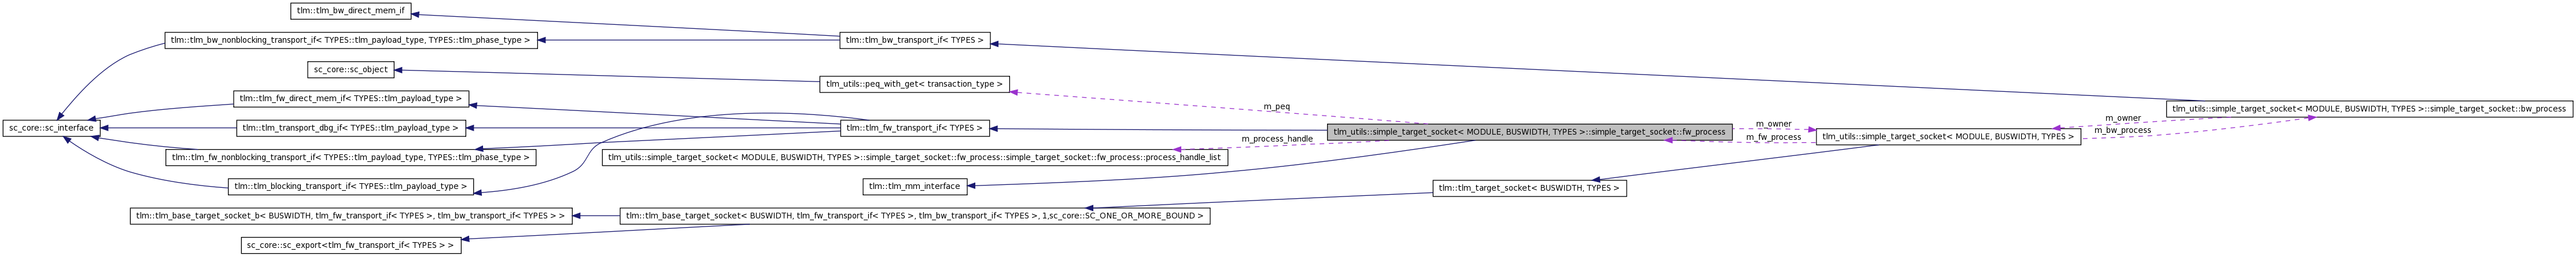 tlm::tlm_bw_direct_mem_if
tlm::tlm_bw_nonblocking_transport_if< TYPES::tlm_payload_type, TYPES::tlm_phase_type >
tlm::tlm_bw_transport_if< TYPES >
sc_core::sc_object
tlm_utils::peq_with_get< transaction_type >
tlm::tlm_fw_direct_mem_if< TYPES::tlm_payload_type >
m_peq
tlm_utils::simple_target_socket< MODULE, BUSWIDTH, TYPES >::simple_target_socket::bw_process
sc_core::sc_interface
tlm::tlm_transport_dbg_if< TYPES::tlm_payload_type >
tlm::tlm_fw_transport_if< TYPES >
tlm_utils::simple_target_socket< MODULE, BUSWIDTH, TYPES >::simple_target_socket::fw_process
m_owner
m_owner
m_process_handle
m_fw_process
tlm_utils::simple_target_socket< MODULE, BUSWIDTH, TYPES >
m_bw_process
tlm::tlm_fw_nonblocking_transport_if< TYPES::tlm_payload_type, TYPES::tlm_phase_type >
tlm_utils::simple_target_socket< MODULE, BUSWIDTH, TYPES >::simple_target_socket::fw_process::simple_target_socket::fw_process::process_handle_list
tlm::tlm_blocking_transport_if< TYPES::tlm_payload_type >
tlm::tlm_mm_interface
tlm::tlm_target_socket< BUSWIDTH, TYPES >
tlm::tlm_base_target_socket_b< BUSWIDTH, tlm_fw_transport_if< TYPES >, tlm_bw_transport_if< TYPES > >
tlm::tlm_base_target_socket< BUSWIDTH, tlm_fw_transport_if< TYPES >, tlm_bw_transport_if< TYPES >, 1,sc_core::SC_ONE_OR_MORE_BOUND >
sc_core::sc_export<tlm_fw_transport_if< TYPES > >